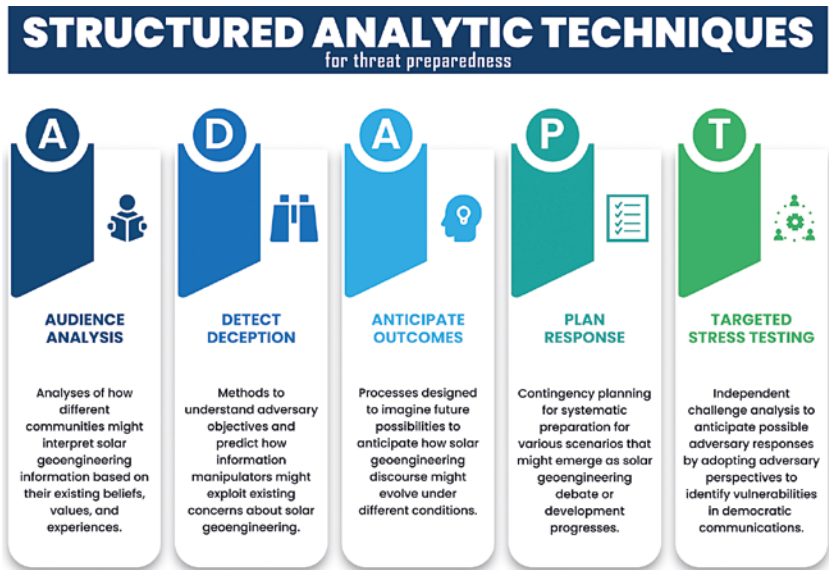 STRUCTURED ANALYTIC TECHNIQUES
for threat preparedness
A
AUDIENCE
ANALYSIS
Analyses of how
different
communities might
interpret solar
geoengineering
information based on
their existing beliefs,
values, and
experiences.
D
DETECT
DECEPTION
Methods to
understand adversary
objectives and
predict how
information
manipulators might
exploit existing
concerns about solar
geoengineering.
A
ANTICIPATE
OUTCOMES
Processes designed
to imagine future
possibilities to
anticipate how solar
geoengineering
discourse might
evolve under
different conditions.
P
PLAN
RESPONSE
Contingency planning
for systematic
preparation for
various scenarios that
might emerge as solar
geoengineering
debate or
development
progresses.
T
TARGETED
STRESS TESTING
Independent
challenge analysis to
anticipate possible
adversary responses
by adopting adversary
perspectives to
identify vulnerabilities
in democratic
communications.